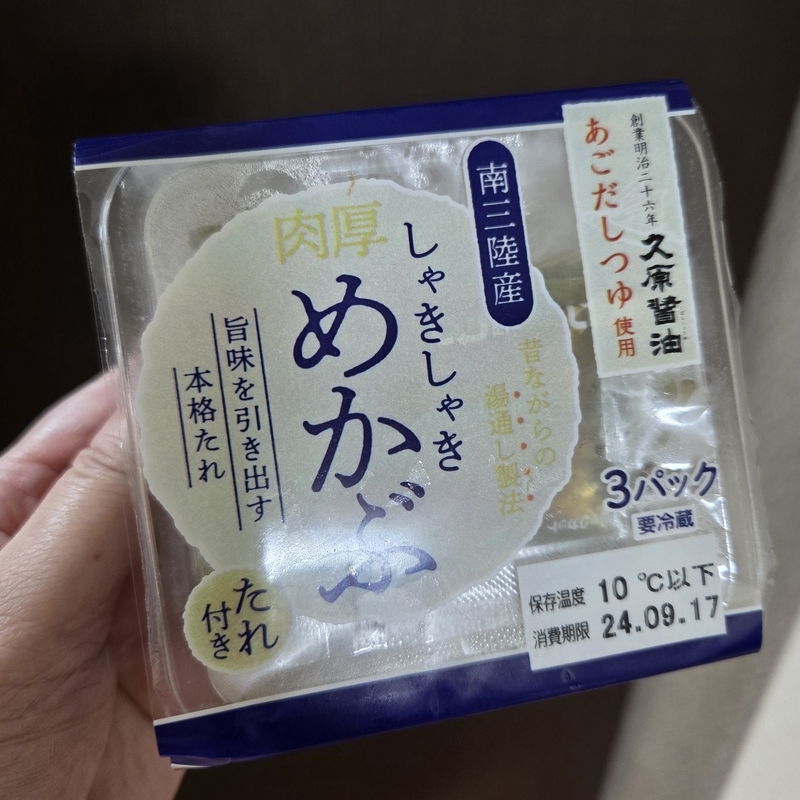 創業明治二十六年
久原醤油
あごだしつゆ使用
南三陸産
肉厚
しゃきしゃき
めかぶ
昔ながらの
湯通し製法
旨味を引き出す
本格たれ
たれ
付き
3パック
要冷蔵
保存温度 10 ℃以下
消費期限 24.09.17